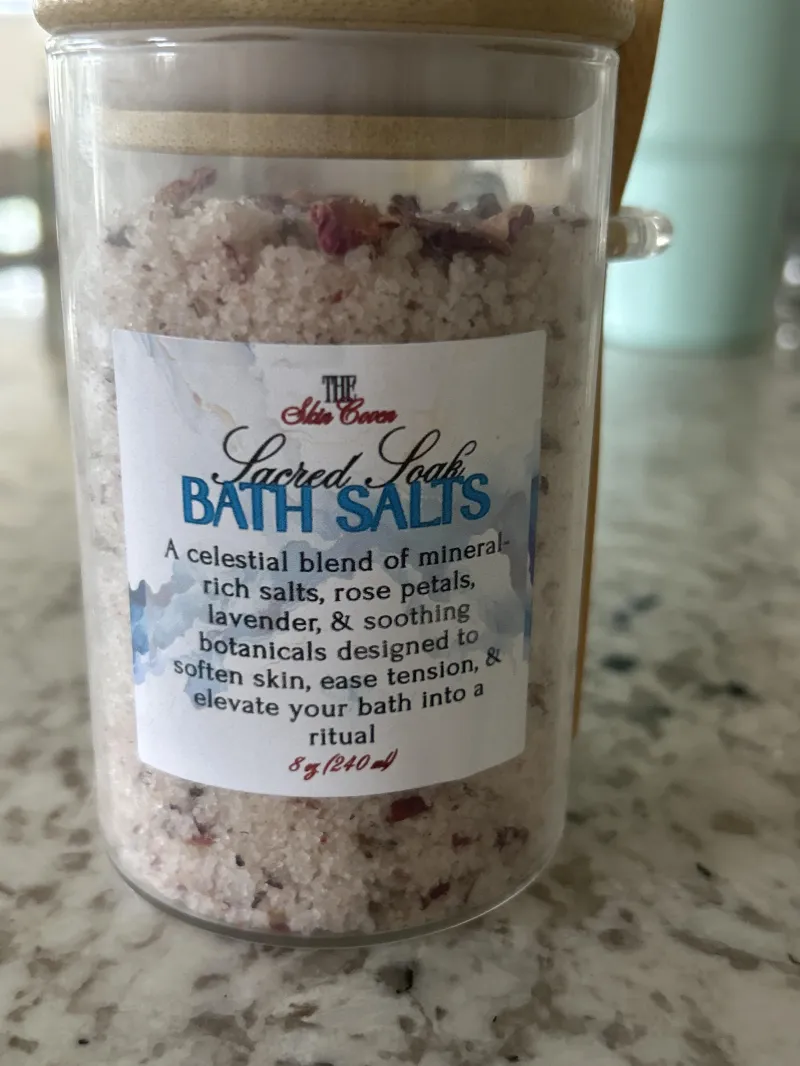 THE
Skin Coven
Sacred Soak
BATH SALTS
A celestial blend of mineral-
rich salts, rose petals,
lavender, & soothing
botanicals designed to
soften skin, ease tension, &
elevate your bath into a
ritual
8 oz (240 ml)